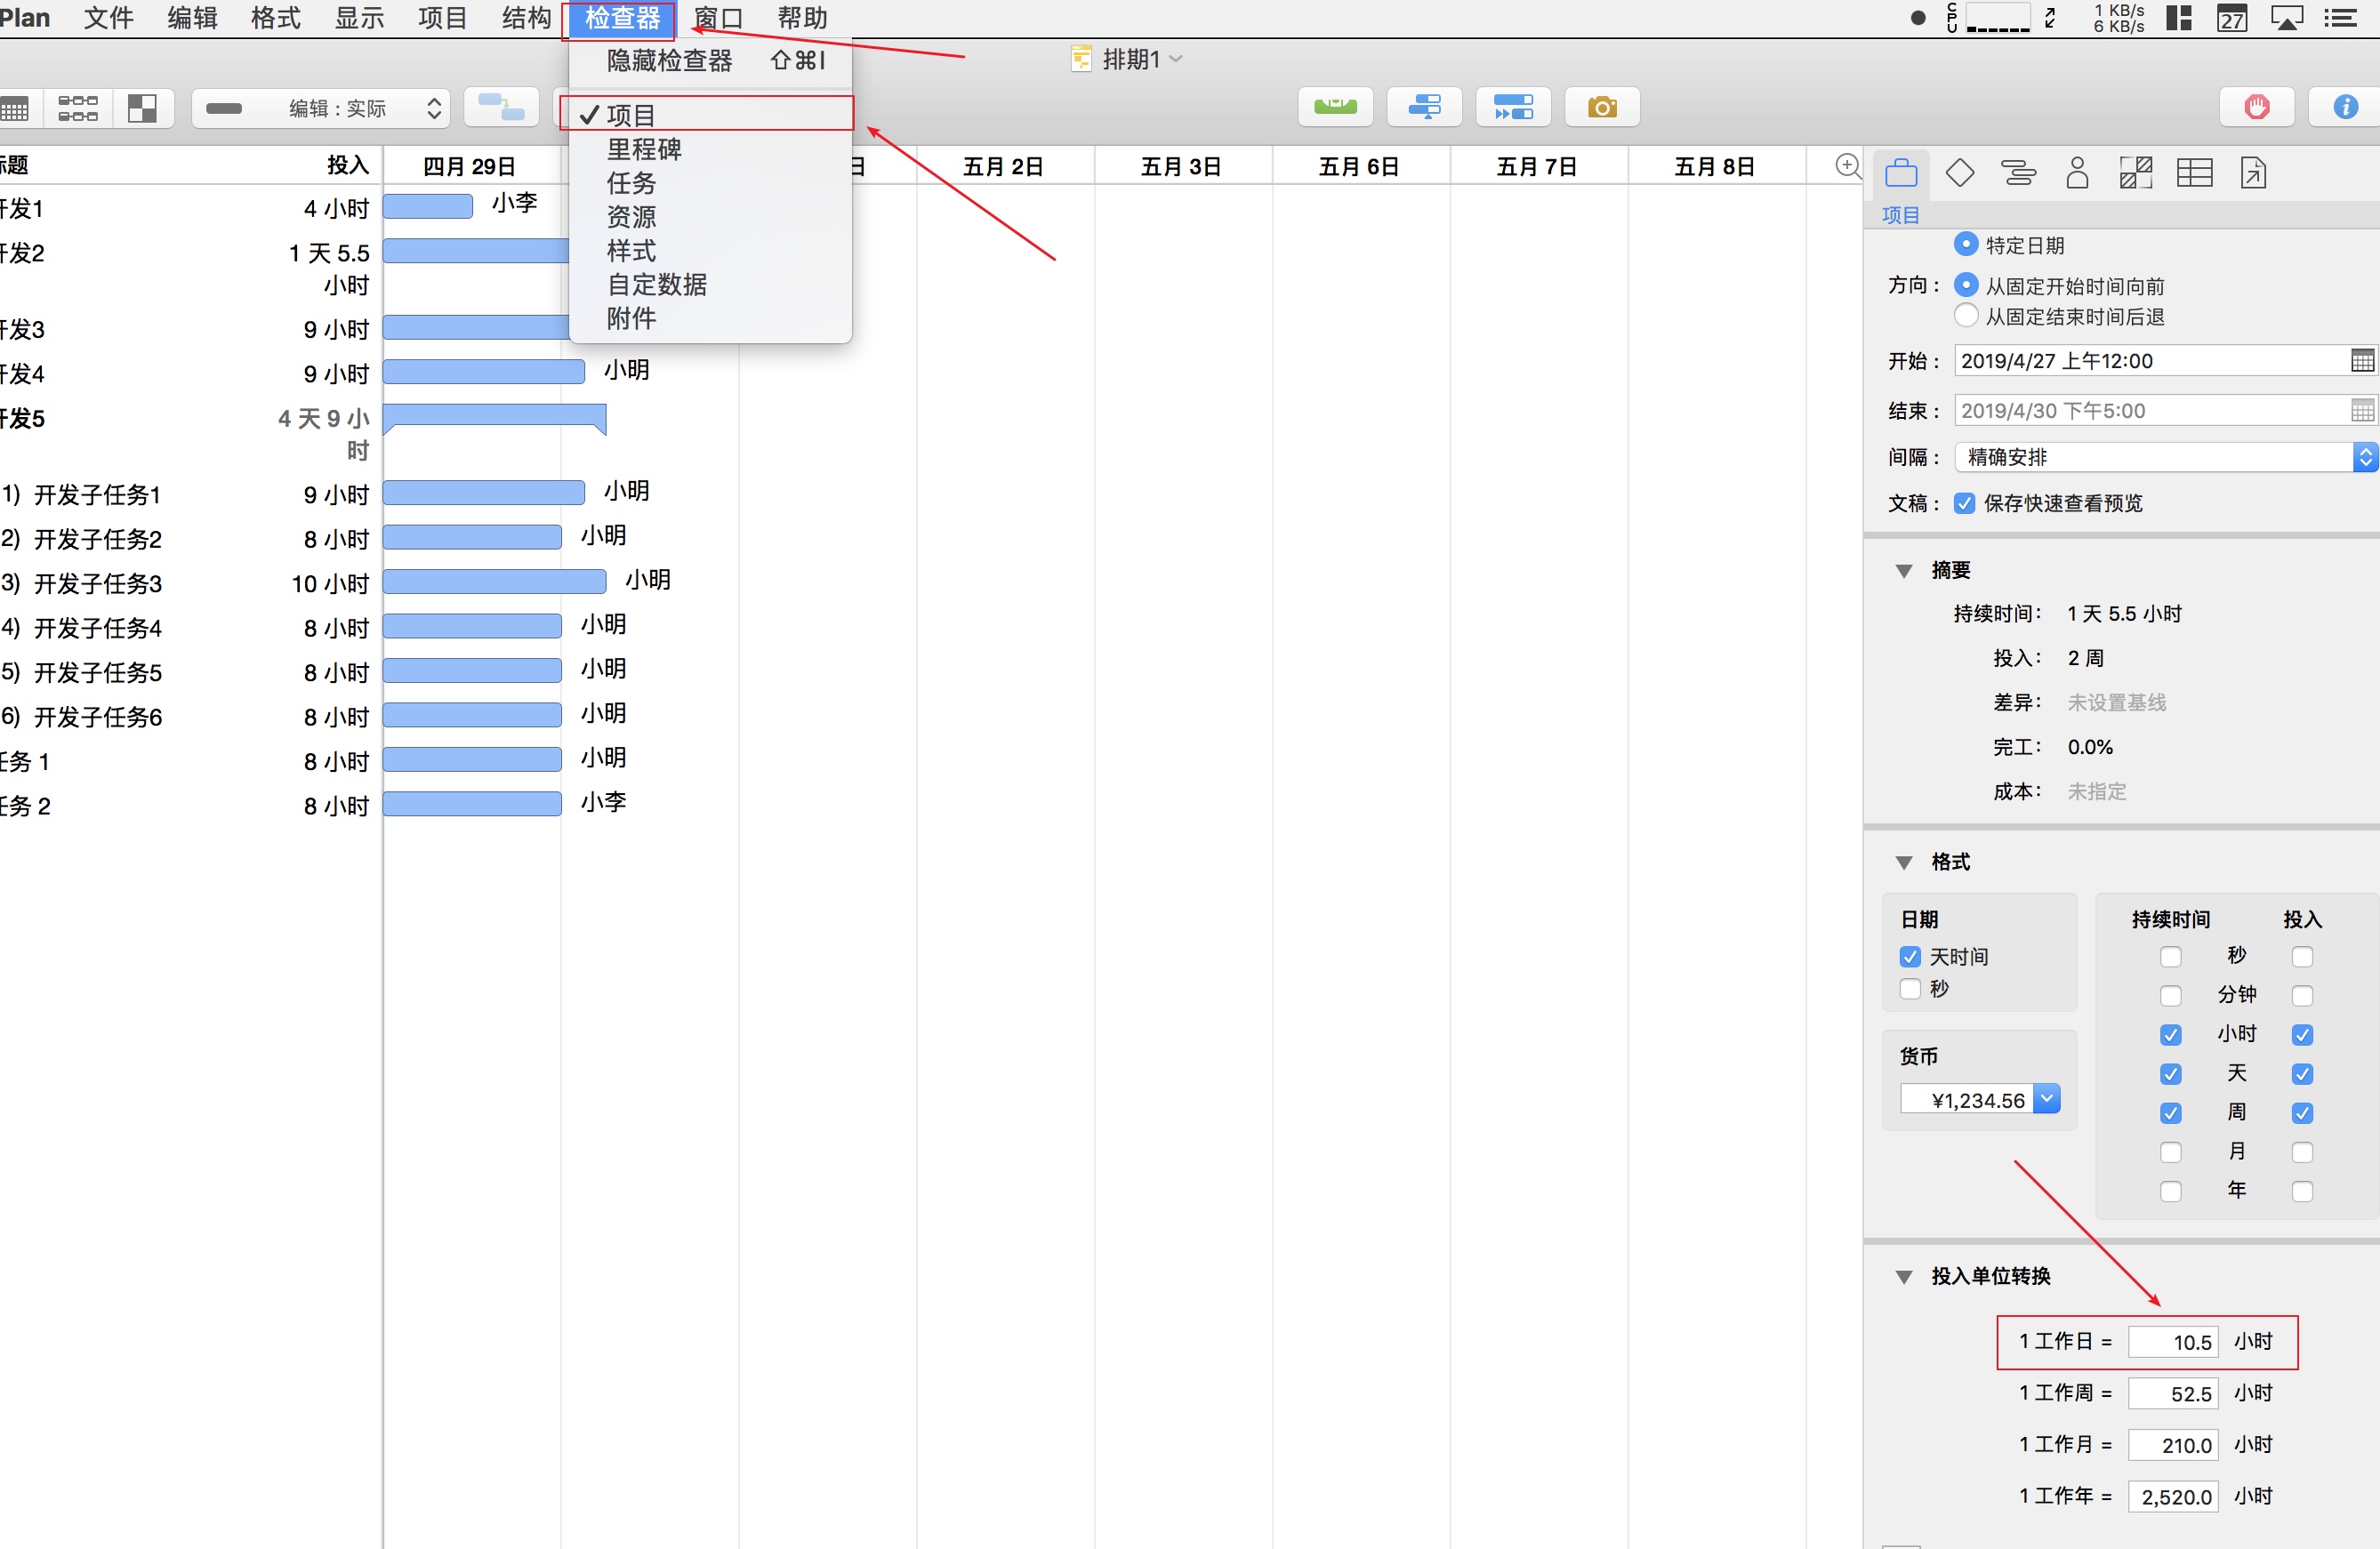 Plan 文件 编辑 格式 显示 项目 结构 检查器 窗口 帮助
CPU
1 KB/s
6 KB/s
27
隐藏检查器 ⇧⌘I
✓ 项目
里程碑
任务
资源
样式
自定数据
附件
排期1
编辑 : 实际
标题 投入
四月 29日 日 五月 2日 五月 3日 五月 6日 五月 7日 五月 8日
开发1 4 小时 小李
开发2 1 天 5.5
小时
开发3 9 小时
开发4 9 小时 小明
开发5 4 天 9 小
时
1) 开发子任务1 9 小时 小明
2) 开发子任务2 8 小时 小明
3) 开发子任务3 10 小时 小明
4) 开发子任务4 8 小时 小明
5) 开发子任务5 8 小时 小明
6) 开发子任务6 8 小时 小明
任务 1 8 小时 小明
任务 2 8 小时 小李
项目
特定日期
方向 : 从固定开始时间向前
从固定结束时间后退
开始 : 2019/4/27 上午12:00
结束 : 2019/4/30 下午5:00
间隔 : 精确安排
文稿 : 保存快速查看预览
摘要
持续时间: 1 天 5.5 小时
投入: 2 周
差异: 未设置基线
完工: 0.0%
成本: 未指定
格式
日期
天时间
秒
货币
¥1,234.56
持续时间 投入
秒
分钟
小时
天
周
月
年
投入单位转换
1 工作日 = 10.5 小时
1 工作周 = 52.5 小时
1 工作月 = 210.0 小时
1 工作年 = 2,520.0 小时